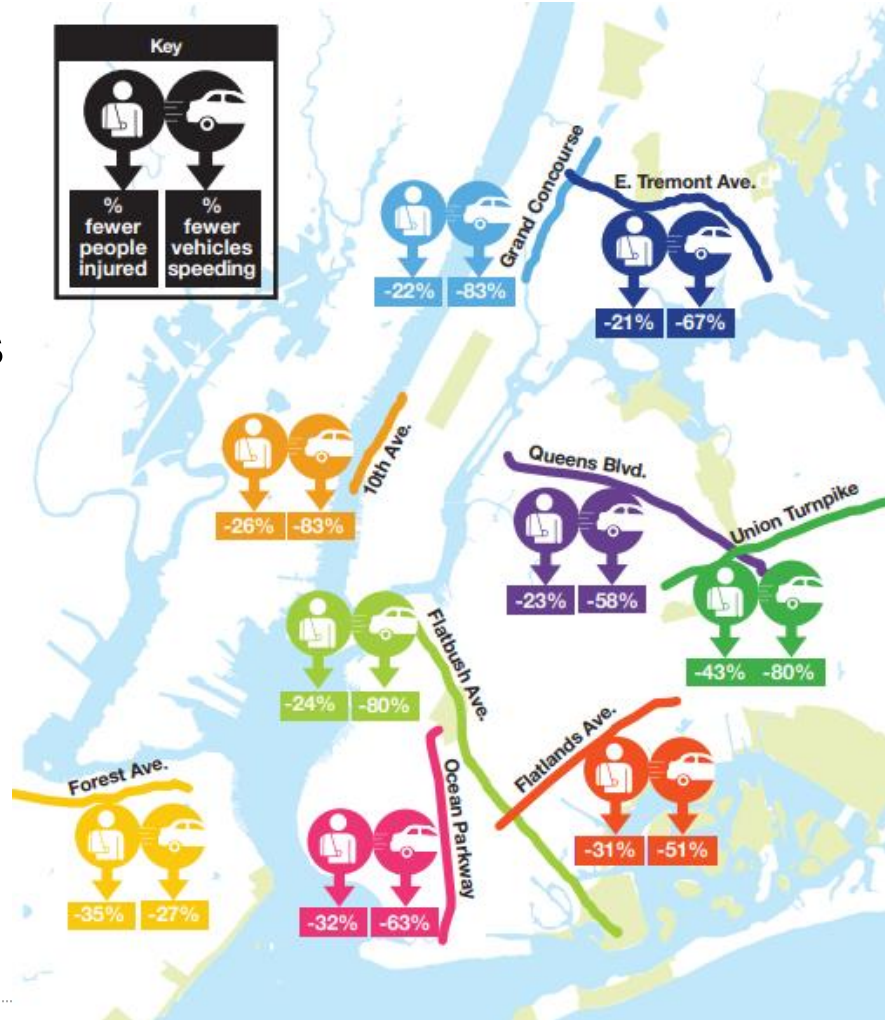 Key
%
fewer
people
injured
%
fewer
vehicles
speeding
Grand Concourse
-22% -83%
E. Tremont Ave.
-21% -67%
10th Ave.
-26% -83%
Queens Blvd.
-23% -58%
Union Turnpike
-43% -80%
Flatbush Ave.
-24% -80%
Flatlands Ave.
-31% -51%
Forest Ave.
-35% -27%
Ocean Parkway
-32% -63%